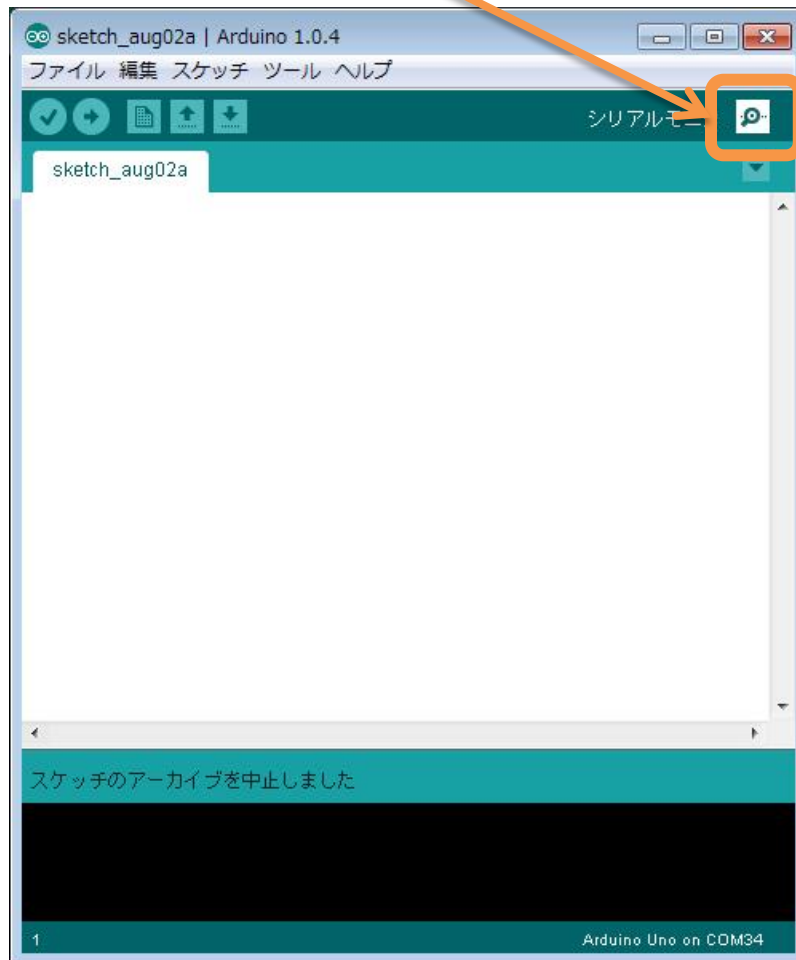 sketch_aug02a | Arduino 1.0.4
ファイル 編集 スケッチ ツール ヘルプ
シリアルモニ
sketch_aug02a
スケッチのアーカイブを中止しました
1
Arduino Uno on COM34